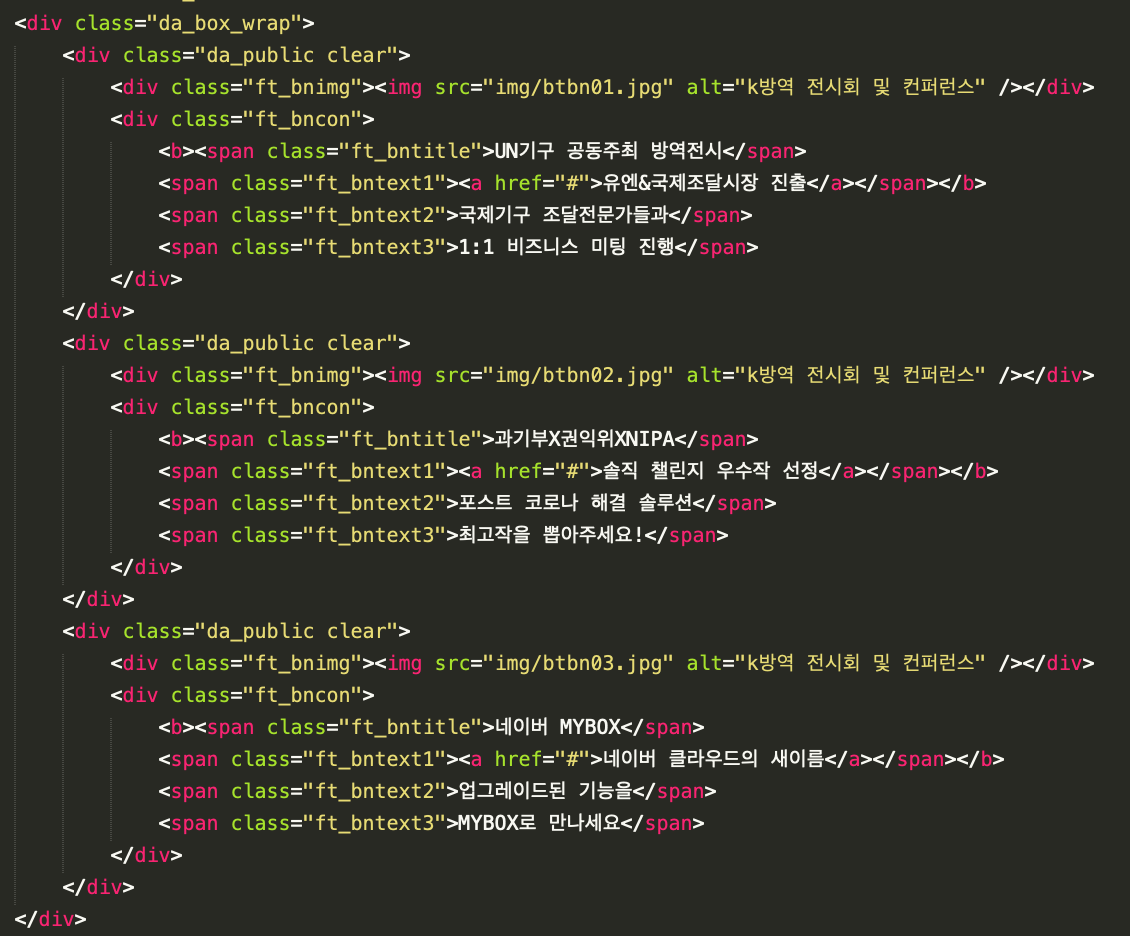 <div class="da_box_wrap">
<div class="da_public clear">
<div class="ft_bnimg"><img src="img/btbn01.jpg" alt="k방역 전시회 및 컨퍼런스" /></div>
<div class="ft_bncon">
<b><span class="ft_bntitle">UN기구 공동주최 방역전시</span>
<span class="ft_bntext1"><a href="#">유엔&국제조달시장 진출</a></span></b>
<span class="ft_bntext2">국제기구 조달전문가들과</span>
<span class="ft_bntext3">1:1 비즈니스 미팅 진행</span>
</div>
</div>
<div class="da_public clear">
<div class="ft_bnimg"><img src="img/btbn02.jpg" alt="k방역 전시회 및 컨퍼런스" /></div>
<div class="ft_bncon">
<b><span class="ft_bntitle">과기부X권익위XNIPA</span>
<span class="ft_bntext1"><a href="#">솔직 챌린지 우수작 선정</a></span></b>
<span class="ft_bntext2">포스트 코로나 해결 솔루션</span>
<span class="ft_bntext3">최고작을 뽑아주세요!</span>
</div>
</div>
<div class="da_public clear">
<div class="ft_bnimg"><img src="img/btbn03.jpg" alt="k방역 전시회 및 컨퍼런스" /></div>
<div class="ft_bncon">
<b><span class="ft_bntitle">네이버 MYBOX</span>
<span class="ft_bntext1"><a href="#">네이버 클라우드의 새이름</a></span></b>
<span class="ft_bntext2">업그레이드된 기능을</span>
<span class="ft_bntext3">MYBOX로 만나세요</span>
</div>
</div>
</div>